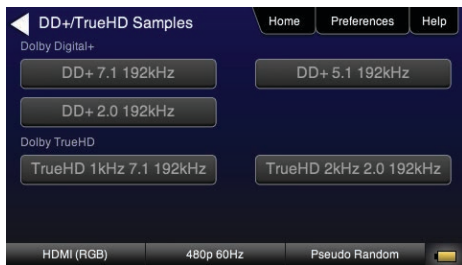 DD+/TrueHD Samples Home Preferences Help
Dolby Digital+
DD+ 7.1 192kHz DD+ 5.1 192kHz
DD+ 2.0 192kHz
Dolby TrueHD
TrueHD 1kHz 7.1 192kHz TrueHD 2kHz 2.0 192kHz
HDMI (RGB) 480p 60Hz Pseudo Random